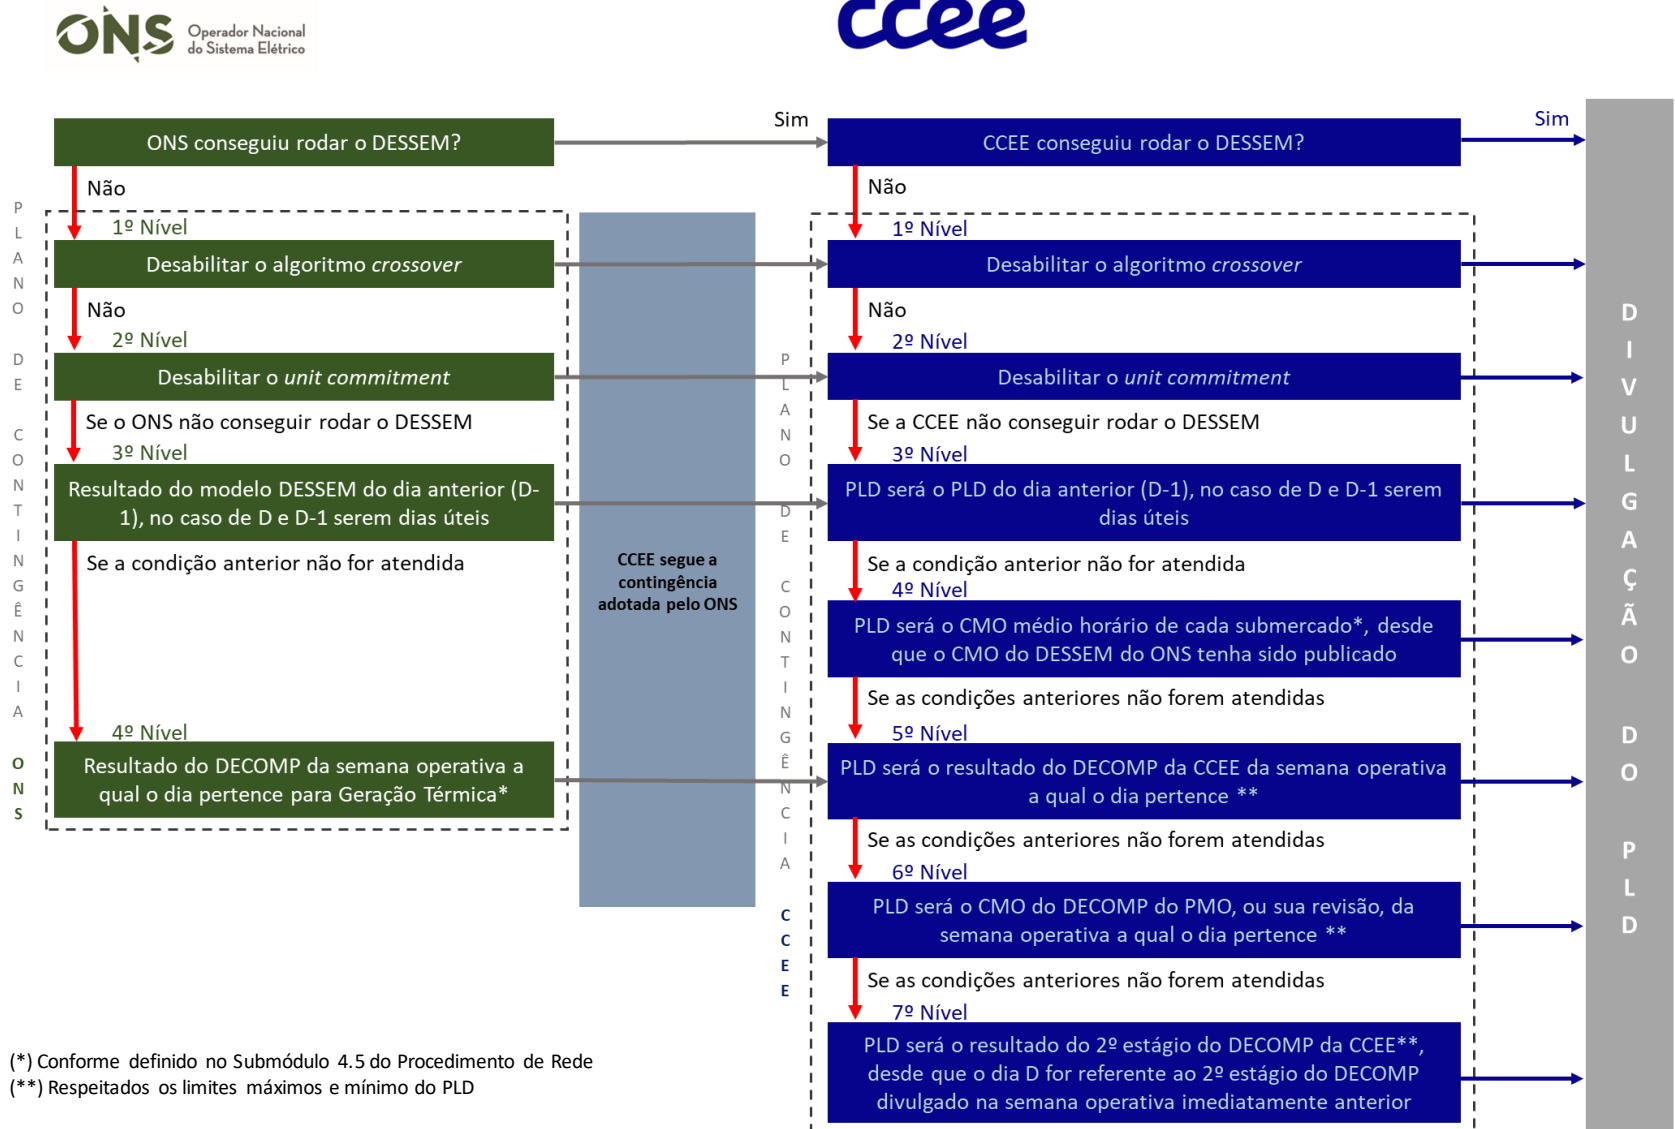 ONS
Operador Nacional
do Sistema Elétrico
ccee
ONS conseguiu rodar o DESSEM?
Sim
CCEE conseguiu rodar o DESSEM?
Sim
Não
Não
PLANO DE CONTINGÊNCIA ONS
1º Nível
Desabilitar o algoritmo crossover
Não
2º Nível
Desabilitar o unit commitment
Se o ONS não conseguir rodar o DESSEM
3º Nível
Resultado do modelo DESSEM do dia anterior (D-
1), no caso de D e D-1 serem dias úteis
Se a condição anterior não for atendida
4º Nível
Resultado do DECOMP da semana operativa a
qual o dia pertence para Geração Térmica*
CCEE segue a
contingência
adotada pelo ONS
PLANO DE CONTINGÊNCIA CCEE
1º Nível
Desabilitar o algoritmo crossover
Não
2º Nível
Desabilitar o unit commitment
Se a CCEE não conseguir rodar o DESSEM
3º Nível
PLD será o PLD do dia anterior (D-1), no caso de D e D-1 serem
dias úteis
Se a condição anterior não for atendida
4º Nível
PLD será o CMO médio horário de cada submercado*, desde
que o CMO do DESSEM do ONS tenha sido publicado
Se as condições anteriores não forem atendidas
5º Nível
PLD será o resultado do DECOMP da CCEE da semana operativa
a qual o dia pertence **
Se as condições anteriores não forem atendidas
6º Nível
PLD será o CMO do DECOMP do PMO, ou sua revisão, da
semana operativa a qual o dia pertence **
Se as condições anteriores não forem atendidas
7º Nível
PLD será o resultado do 2º estágio do DECOMP da CCEE**,
desde que o dia D for referente ao 2º estágio do DECOMP
divulgado na semana operativa imediatamente anterior
DIVULGAÇÃO DO PLD
(*) Conforme definido no Submódulo 4.5 do Procedimento de Rede
(**) Respeitados os limites máximos e mínimo do PLD